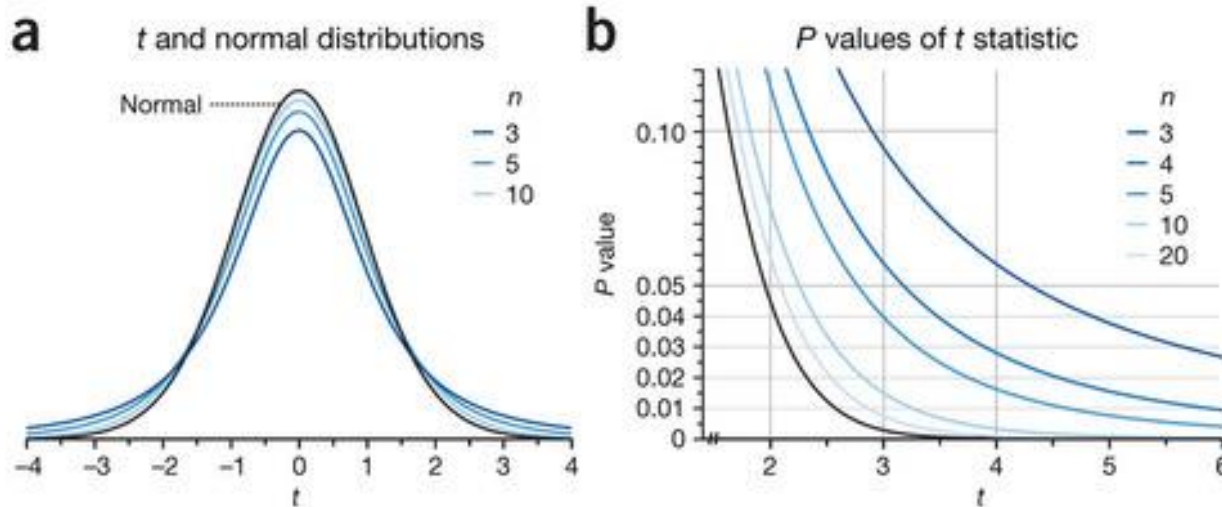 a
t and normal distributions
Normal
n
3
5
10
–4 –3 –2 –1 0 1 2 3 4
t
b
P values of t statistic
n
3
4
5
10
20
P value
0.10
0.05
0.04
0.03
0.02
0.01
0
2 3 4 5 6
t